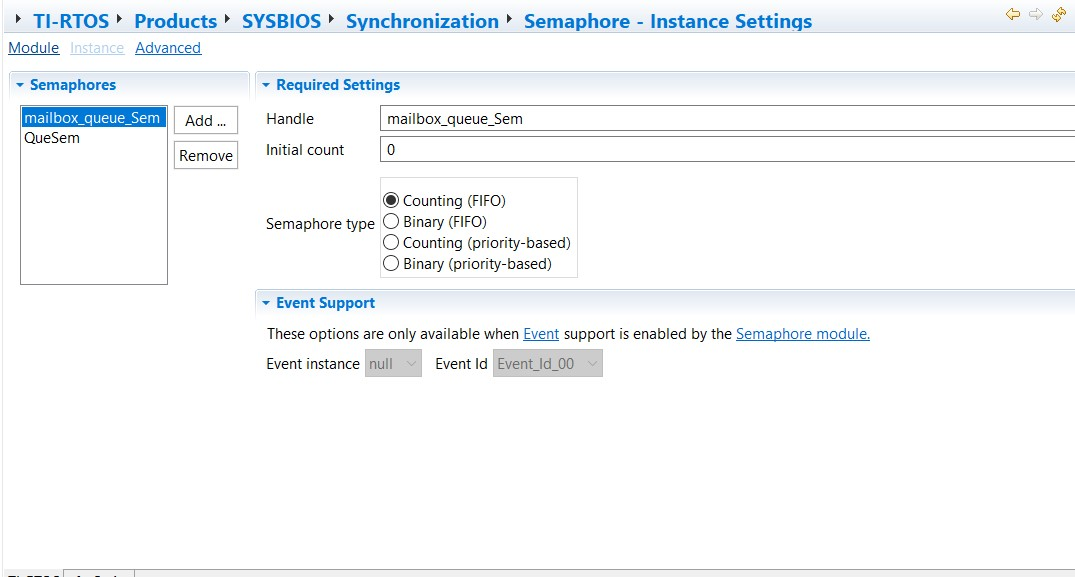 TI-RTOS Products SYSBIOS Synchronization Semaphore - Instance Settings
Module Instance Advanced
Semaphores
mailbox_queue_Sem
QueSem
Add ...
Remove
Required Settings
Handle mailbox_queue_Sem
Initial count 0
Semaphore type
Counting (FIFO)
Binary (FIFO)
Counting (priority-based)
Binary (priority-based)
Event Support
These options are only available when Event support is enabled by the Semaphore module.
Event instance null Event Id Event_Id_00